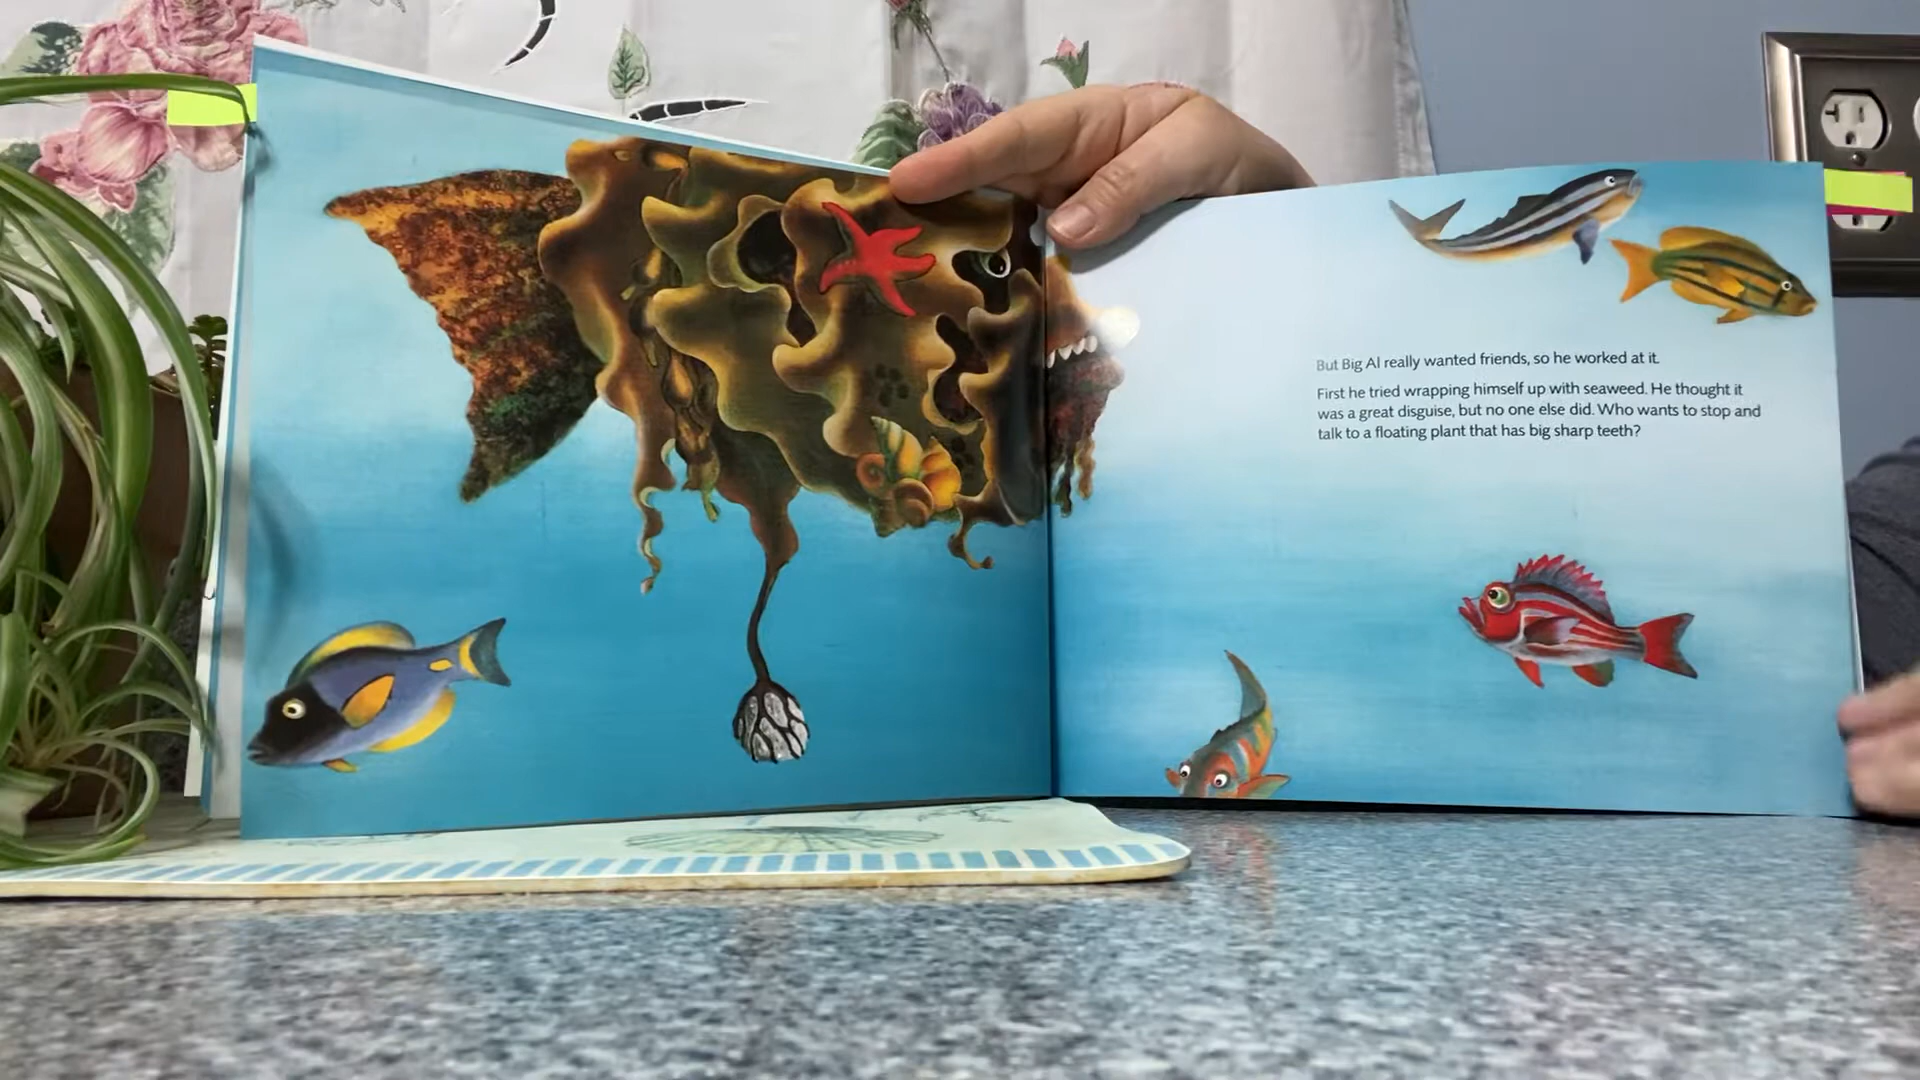 But Big Al really wanted friends, so he worked at it.
First he tried wrapping himself up with seaweed. He thought it
was a great disguise, but no one else did. Who wants to stop and
talk to a floating plant that has big sharp teeth?